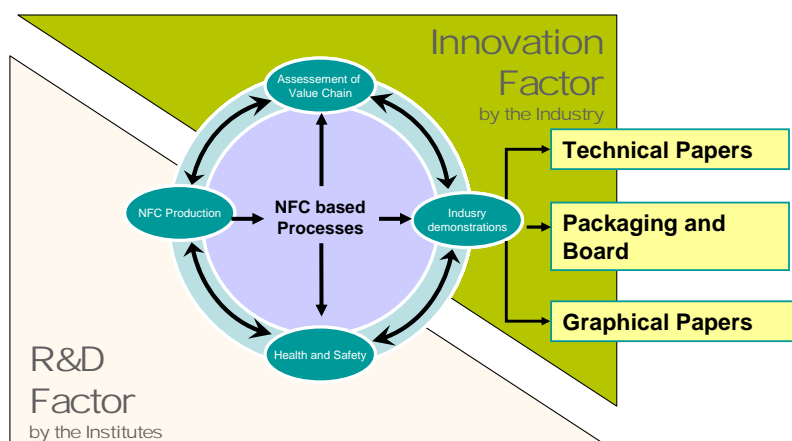 Innovation
Factor
by the Industry
Assessement of
Value Chain
Technical Papers
NFC Production
NFC based
Processes
Indusry
demonstrations
Packaging and
Board
Graphical Papers
Health and Safety
R&D
Factor
by the Institutes